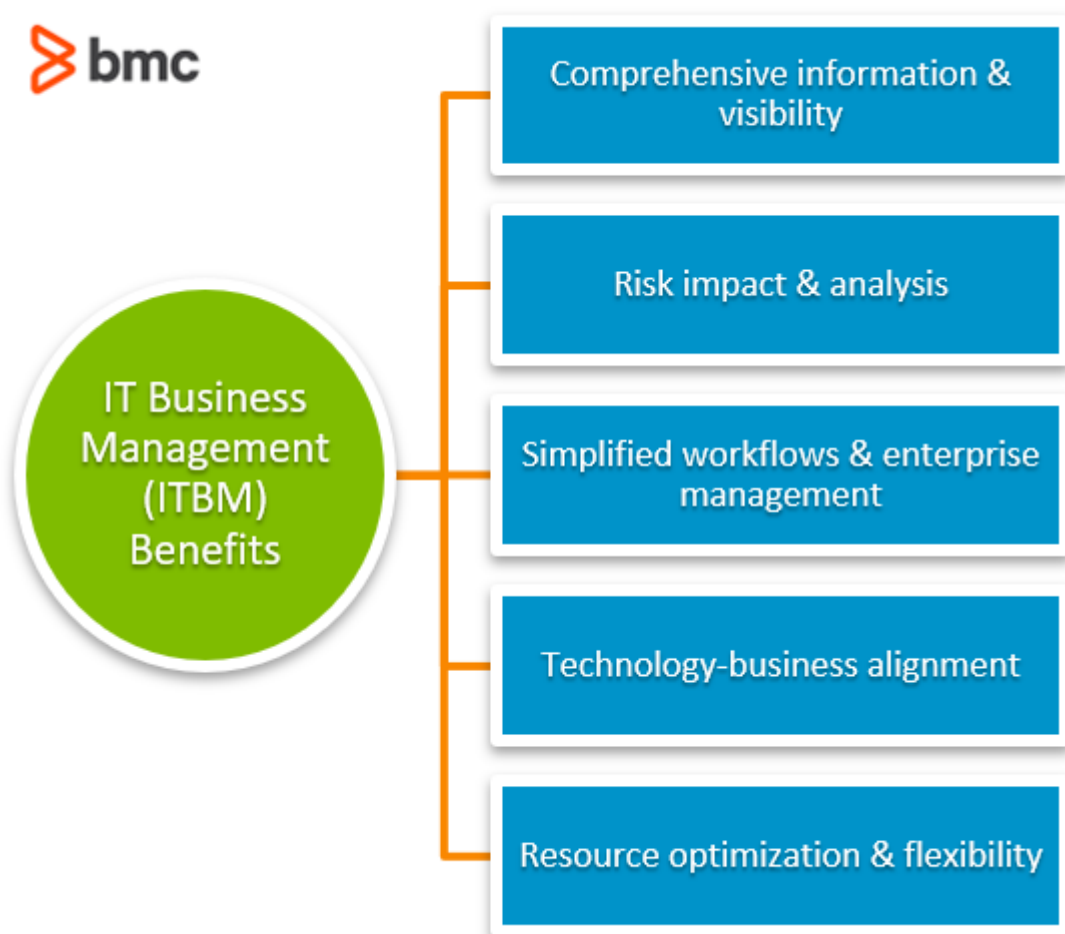 bmc
IT Business
Management
(ITBM)
Benefits
Comprehensive information &
visibility
Risk impact & analysis
Simplified workflows & enterprise
management
Technology-business alignment
Resource optimization & flexibility